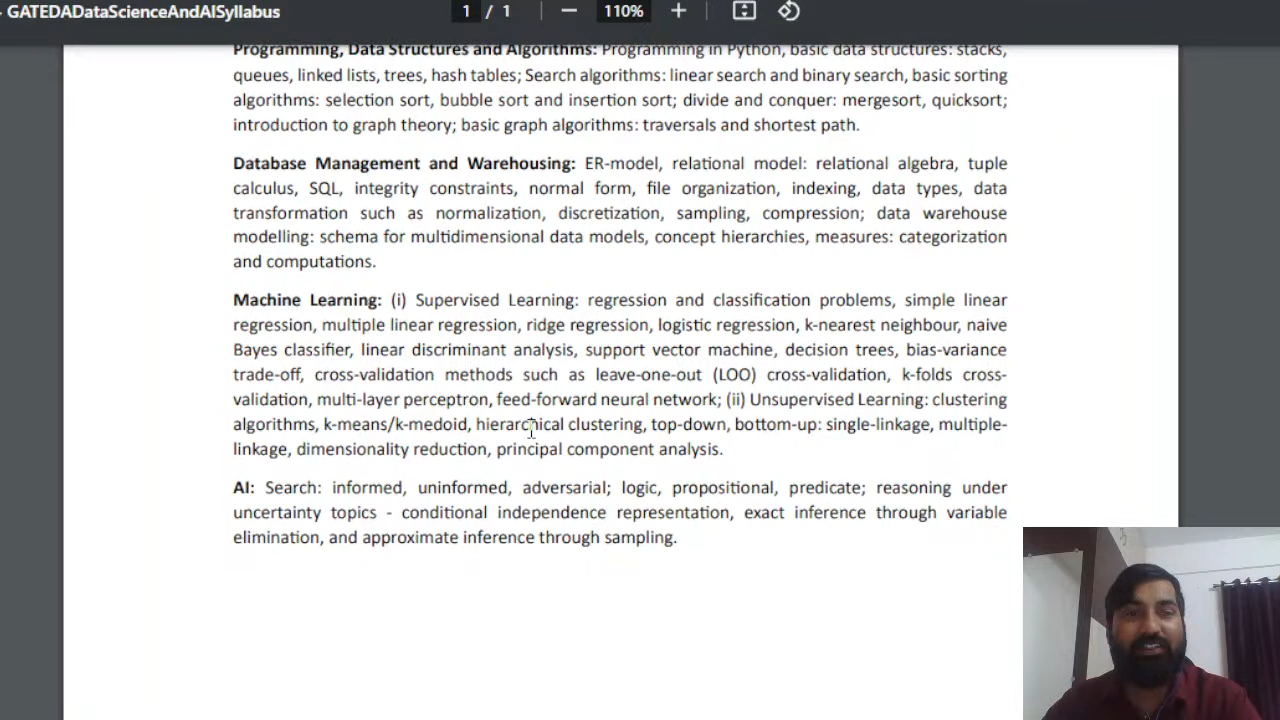 GATEDADataScienceAndAISyllabus
1 / 1
110%
Programming, Data Structures and Algorithms: Programming in Python, basic data structures: stacks,
queues, linked lists, trees, hash tables; Search algorithms: linear search and binary search, basic sorting
algorithms: selection sort, bubble sort and insertion sort; divide and conquer: mergesort, quicksort;
introduction to graph theory; basic graph algorithms: traversals and shortest path.
Database Management and Warehousing: ER-model, relational model: relational algebra, tuple
calculus, SQL, integrity constraints, normal form, file organization, indexing, data types, data
transformation such as normalization, discretization, sampling, compression; data warehouse
modelling: schema for multidimensional data models, concept hierarchies, measures: categorization
and computations.
Machine Learning: (i) Supervised Learning: regression and classification problems, simple linear
regression, multiple linear regression, ridge regression, logistic regression, k-nearest neighbour, naive
Bayes classifier, linear discriminant analysis, support vector machine, decision trees, bias-variance
trade-off, cross-validation methods such as leave-one-out (LOO) cross-validation, k-folds cross-
validation, multi-layer perceptron, feed-forward neural network; (ii) Unsupervised Learning: clustering
algorithms, k-means/k-medoid, hierarchical clustering, top-down, bottom-up: single-linkage, multiple-
linkage, dimensionality reduction, principal component analysis.
AI: Search: informed, uninformed, adversarial; logic, propositional, predicate; reasoning under
uncertainty topics - conditional independence representation, exact inference through variable
elimination, and approximate inference through sampling.